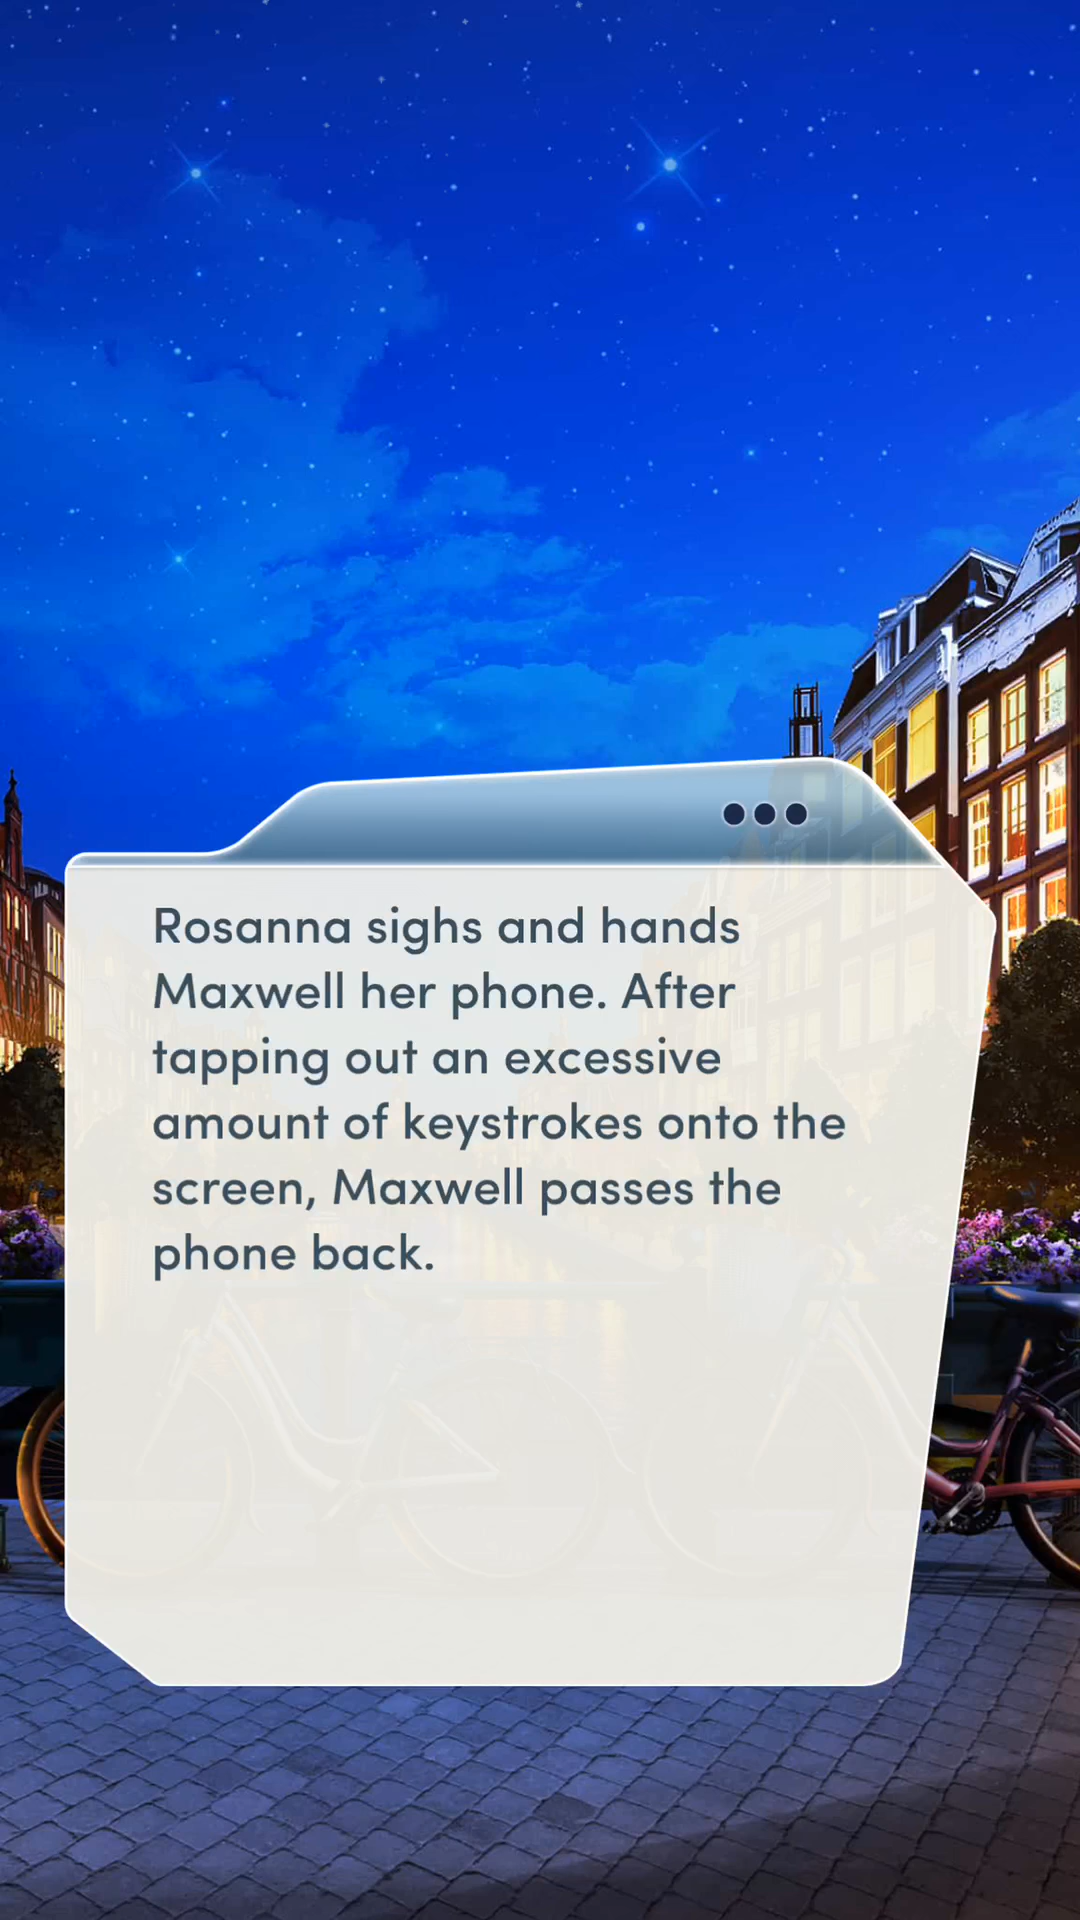 Rosanna sighs and hands
Maxwell her phone. After
tapping out an excessive
amount of keystrokes onto the
screen, Maxwell passes the
phone back.